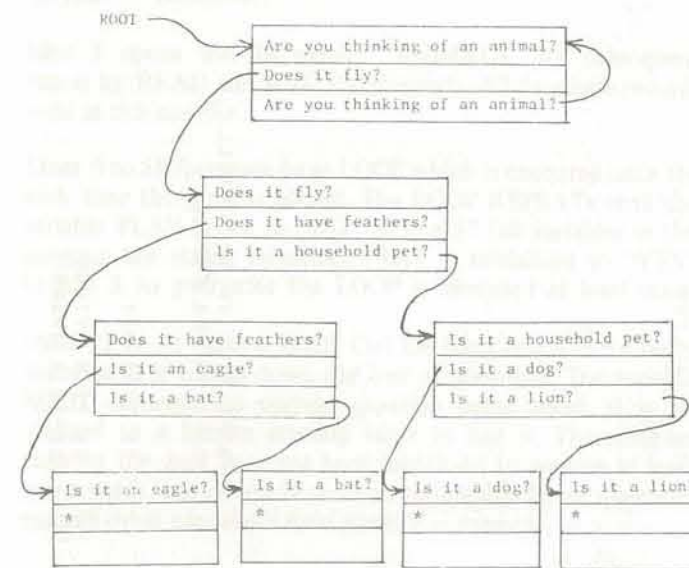 ROOT
Are you thinking of an animal?
Does it fly?
Are you thinking of an animal?
Does it fly?
Does it have feathers?
Is it a household pet?
Does it have feathers?
Is it an eagle?
Is it a bat?
Is it a household pet?
Is it a dog?
Is it a lion?
Is it an eagle?
*
Is it a bat?
*
Is it a dog?
*
Is it a lion?
*